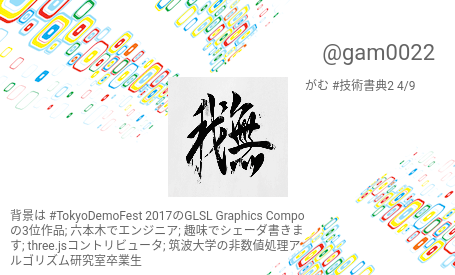 @gam0022
がむ #技術書典2 4/9
我無
背景は #TokyoDemoFest 2017のGLSL Graphics Compo
の3位作品; 六本木でエンジニア; 趣味でシェーダ書きま
す; three.jsコントリビュータ; 筑波大学の非数値処理ア
ルゴリズム研究室卒業生